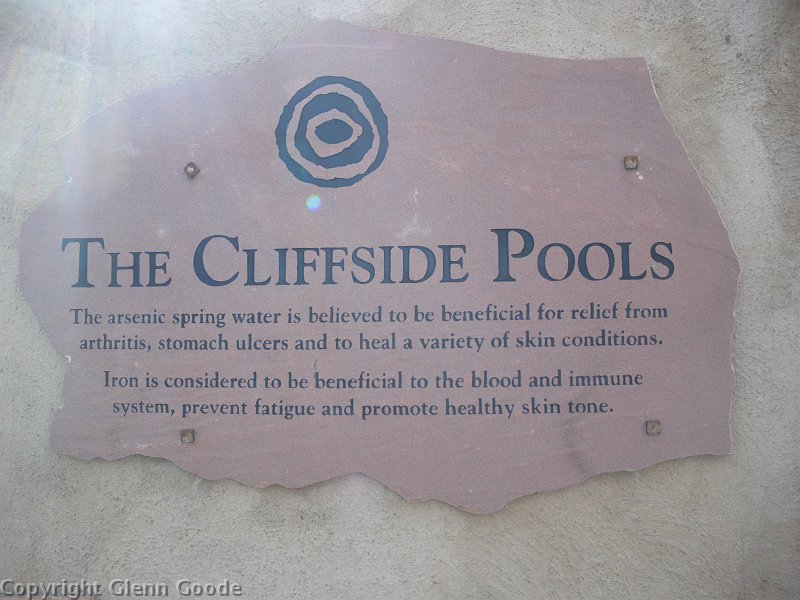 THE CLIFFSIDE POOLS
The arsenic spring water is believed to be beneficial for relief from
arthritis, stomach ulcers and to heal a variety of skin conditions.
Iron is considered to be beneficial to the blood and immune
system, prevent fatigue and promote healthy skin tone.
Copyright Glenn Goode